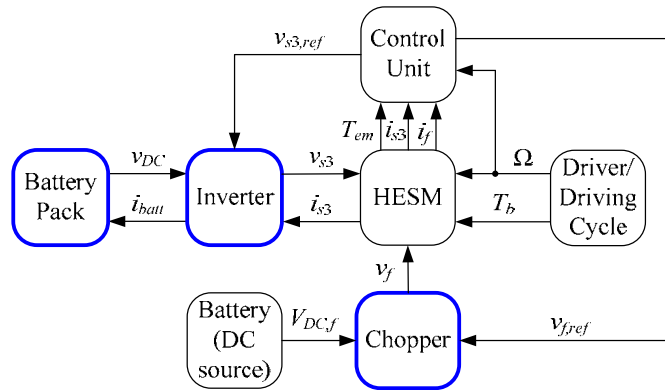 v_{s3,ref}
Control
Unit
T_{em}
i_{s3}
i_f
v_{DC}
v_{s3}
Ω
Battery
Pack
Inverter
HESM
Driver/
Driving
Cycle
i_{batt}
i_{s3}
T_b
v_f
Battery
(DC
source)
V_{DC,f}
Chopper
v_{f,ref}